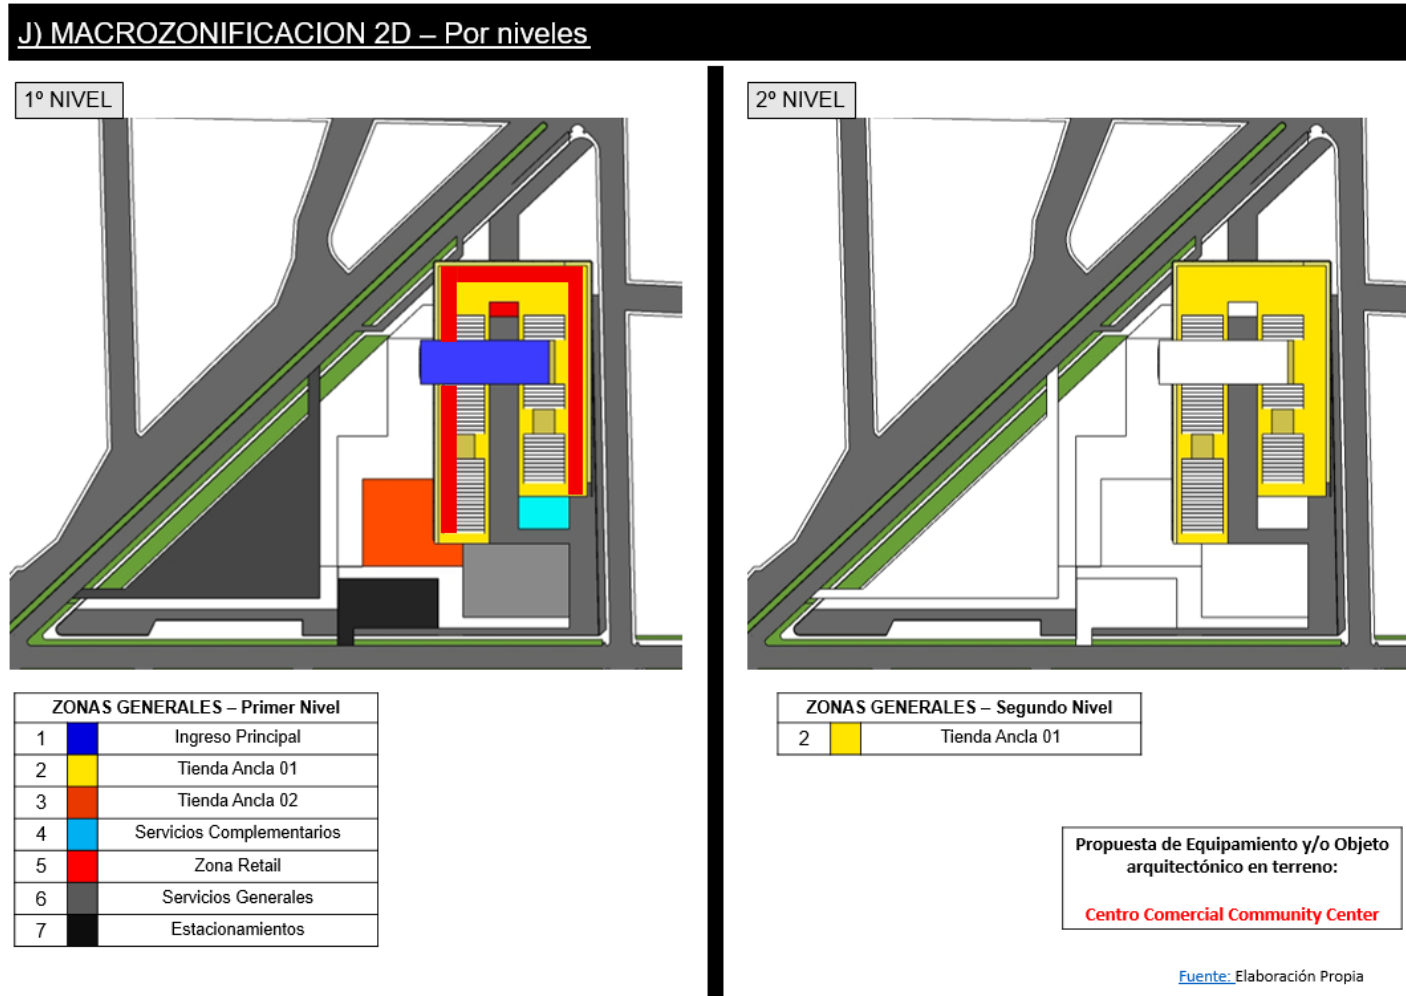 J) MACROZONIFICACION 2D – Por niveles
1º NIVEL
2º NIVEL
ZONAS GENERALES – Primer Nivel
1 Ingreso Principal
2 Tienda Ancla 01
3 Tienda Ancla 02
4 Servicios Complementarios
5 Zona Retail
6 Servicios Generales
7 Estacionamientos
ZONAS GENERALES – Segundo Nivel
2 Tienda Ancla 01
Propuesta de Equipamiento y/o Objeto
arquitectónico en terreno:
Centro Comercial Community Center
Fuente: Elaboración Propia